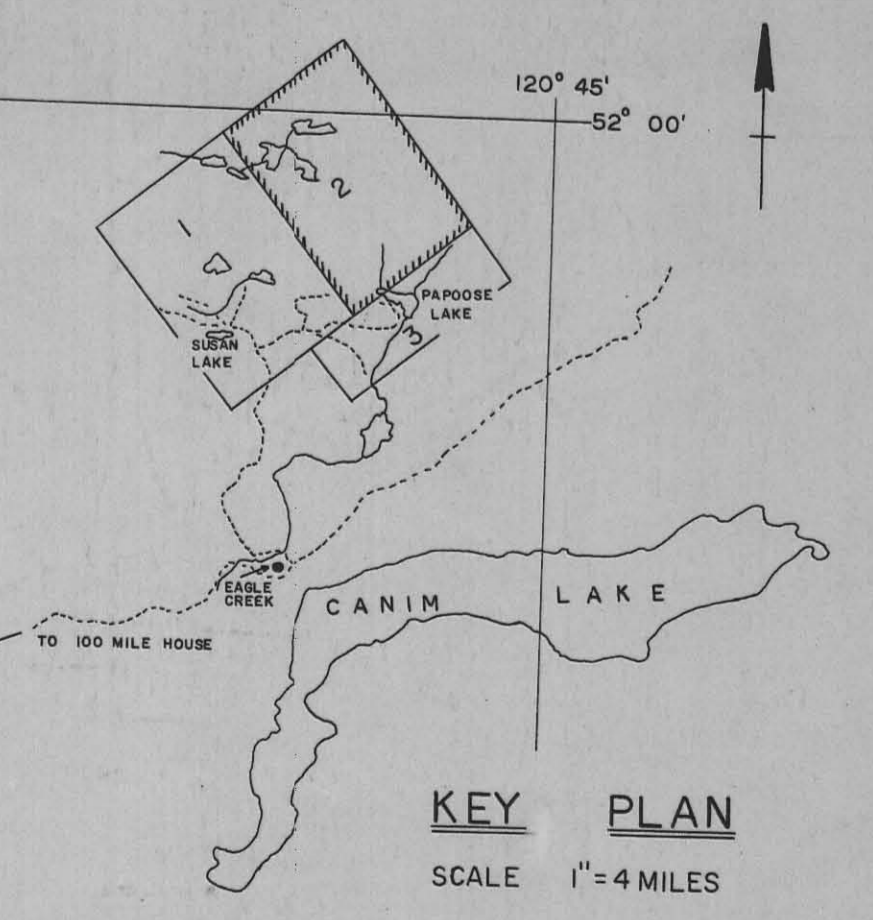 120° 45'
52° 00'
2
1
PAPOOSE
LAKE
3
SUSAN
LAKE
EAGLE
CREEK
CANIM LAKE
TO 100 MILE HOUSE
KEY PLAN
SCALE 1" = 4 MILES